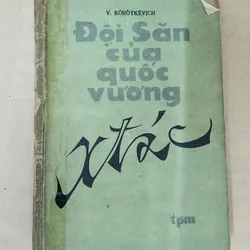 V. KÔRÔTKÊVICH
Đội Săn
của
quốc
vương
xtác
tpm